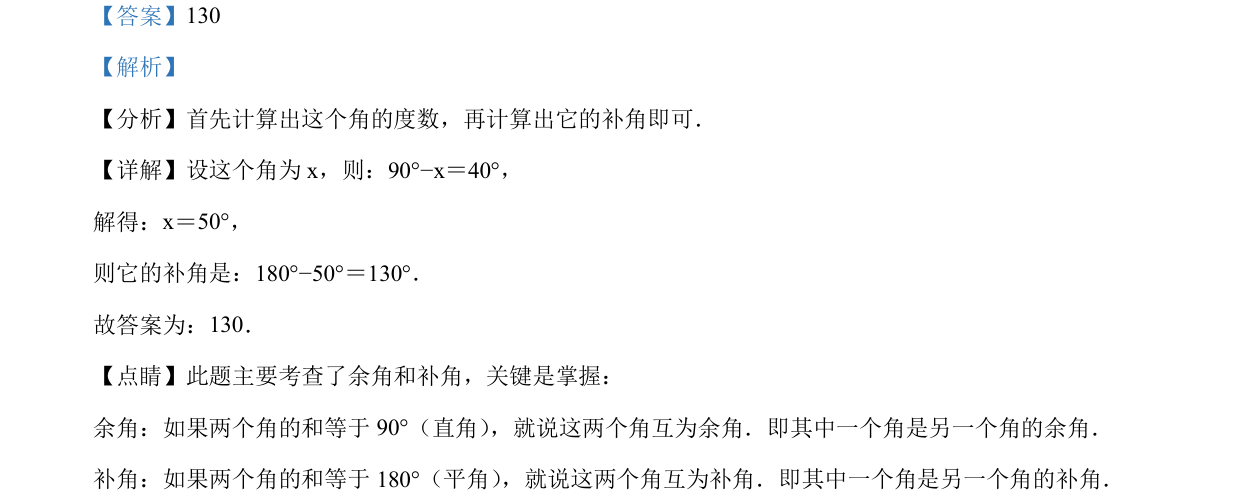 【答案】130
【解析】
【分析】首先计算出这个角的度数，再计算出它的补角即可．
【详解】设这个角为 x，则：90°−x＝40°，
解得：x＝50°，
则它的补角是：180°−50°＝130°．
故答案为：130．
【点睛】此题主要考查了余角和补角，关键是掌握：
余角：如果两个角的和等于 90°（直角），就说这两个角互为余角．即其中一个角是另一个角的余角．
补角：如果两个角的和等于 180°（平角），就说这两个角互为补角．即其中一个角是另一个角的补角．